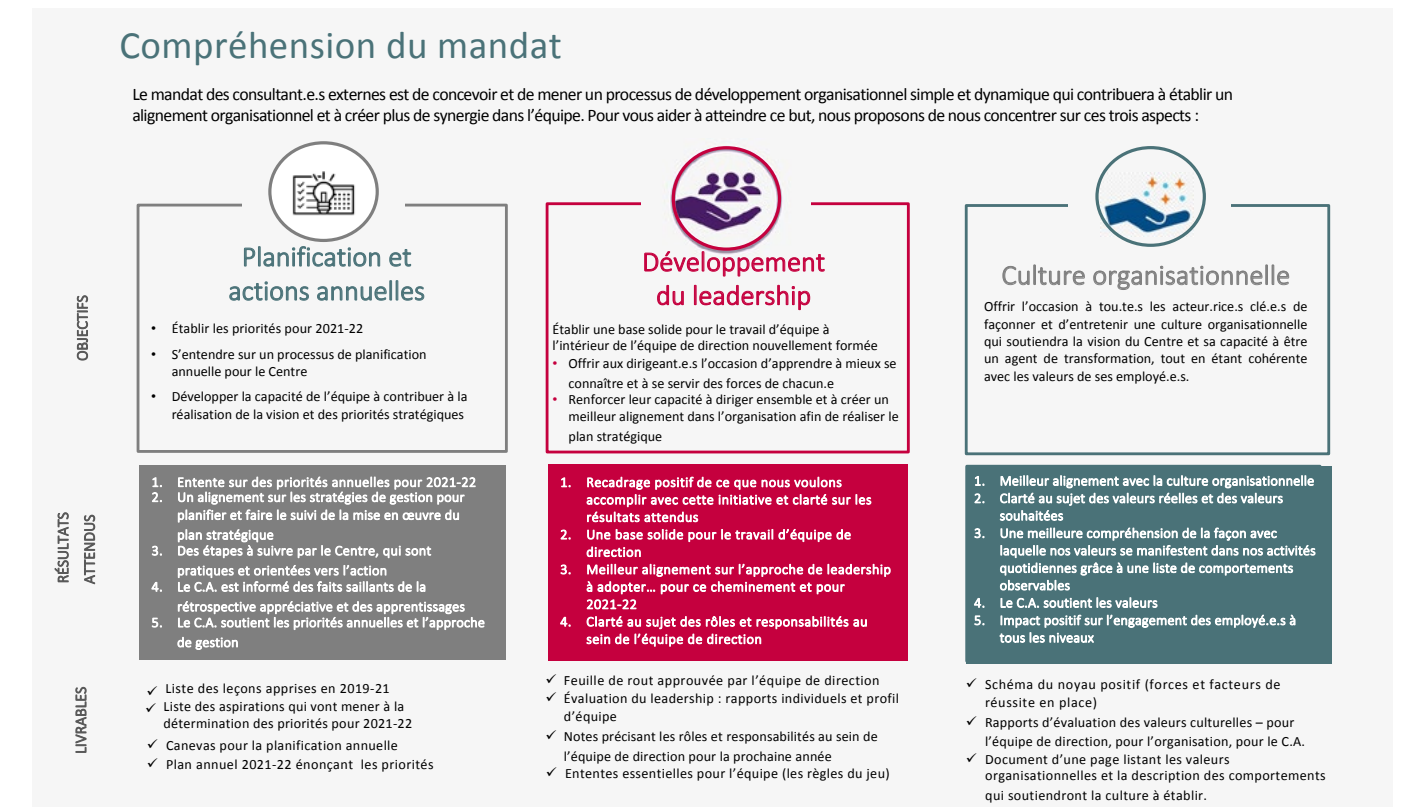 Compréhension du mandat
Le mandat des consultant.e.s externes est de concevoir et de mener un processus de développement organisationnel simple et dynamique qui contribuera à établir un
alignement organisationnel et à créer plus de synergie dans l'équipe. Pour vous aider à atteindre ce but, nous proposons de nous concentrer sur ces trois aspects :
OBJECTIFS
Planification et
actions annuelles
• Établir les priorités pour 2021-22
• S'entendre sur un processus de planification
annuelle pour le Centre
• Développer la capacité de l'équipe à contribuer à la
réalisation de la vision et des priorités stratégiques
Développement
du leadership
Établir une base solide pour le travail d'équipe à
l'intérieur de l'équipe de direction nouvellement formée
• Offrir aux dirigeant.e.s l'occasion d'apprendre à mieux se
connaître et à se servir des forces de chacun.e
• Renforcer leur capacité à diriger ensemble et à créer un
meilleur alignement dans l'organisation afin de réaliser le
plan stratégique
Culture organisationnelle
Offrir l'occasion à tou.te.s les acteur.rice.s clé.e.s de
façonner et d'entretenir une culture organisationnelle
qui soutiendra la vision du Centre et sa capacité à être
un agent de transformation, tout en étant cohérente
avec les valeurs de ses employé.e.s.
RÉSULTATS
ATTENDUS
1. Entente sur des priorités annuelles pour 2021-22
2. Un alignement sur les stratégies de gestion pour
planifier et faire le suivi de la mise en œuvre du
plan stratégique
3. Des étapes à suivre par le Centre, qui sont
pratiques et orientées vers l'action
4. Le C.A. est informé des faits saillants de la
rétrospective appréciative et des apprentissages
5. Le C.A. soutient les priorités annuelles et l'approche
de gestion
1. Recadrage positif de ce que nous voulons
accomplir avec cette initiative et clarté sur les
résultats attendus
2. Une base solide pour le travail d'équipe de
direction
3. Meilleur alignement sur l'approche de leadership
à adopter… pour ce cheminement et pour
2021-22
4. Clarté au sujet des rôles et responsabilités au
sein de l'équipe de direction
1. Meilleur alignement avec la culture organisationnelle
2. Clarté au sujet des valeurs réelles et des valeurs
souhaitées
3. Une meilleure compréhension de la façon avec
laquelle nos valeurs se manifestent dans nos activités
quotidiennes grâce à une liste de comportements
observables
4. Le C.A. soutient les valeurs
5. Impact positif sur l'engagement des employé.e.s à
tous les niveaux
LIVRABLES
✓ Liste des leçons apprises en 2019-21
✓ Liste des aspirations qui vont mener à la
détermination des priorités pour 2021-22
✓ Canevas pour la planification annuelle
✓ Plan annuel 2021-22 énonçant les priorités
✓ Feuille de rout approuvée par l'équipe de direction
✓ Évaluation du leadership : rapports individuels et profil
d'équipe
✓ Notes précisant les rôles et responsabilités au sein de
l'équipe de direction pour la prochaine année
✓ Ententes essentielles pour l'équipe (les règles du jeu)
✓ Schéma du noyau positif (forces et facteurs de
réussite en place)
✓ Rapports d'évaluation des valeurs culturelles – pour
l'équipe de direction, pour l'organisation, pour le C.A.
✓ Document d'une page listant les valeurs
organisationnelles et la description des comportements
qui soutiendront la culture à établir.